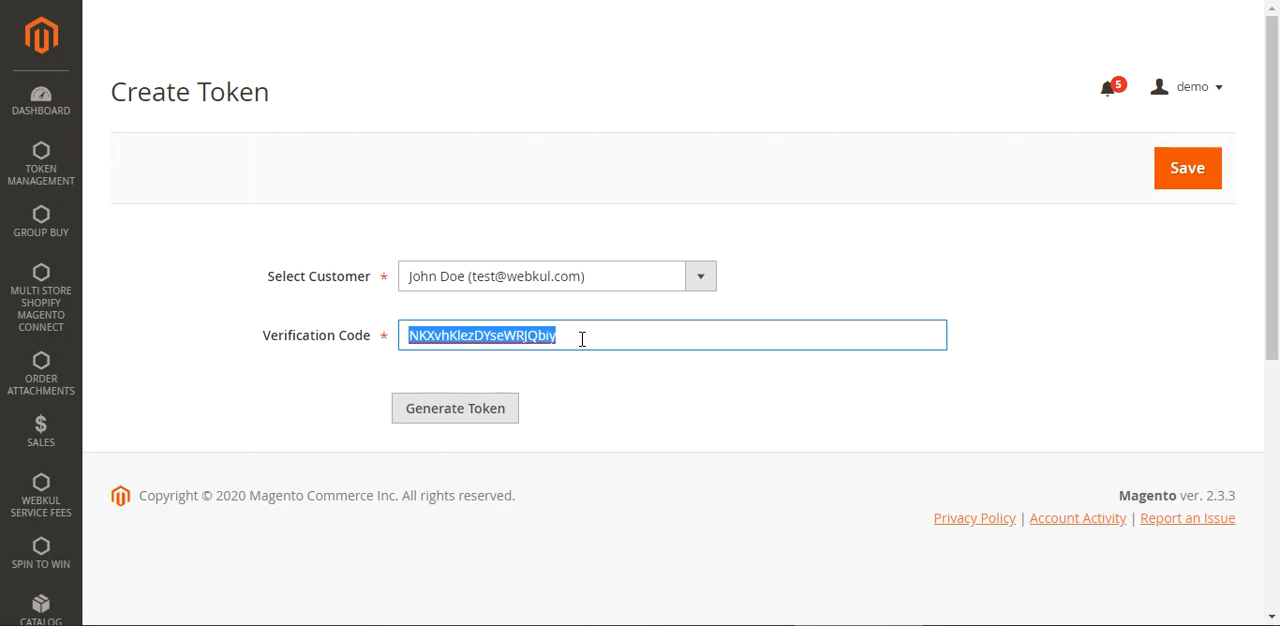 Create Token
5
demo
Save
DASHBOARD
TOKEN
MANAGEMENT
GROUP BUY
MULTI STORE
SHOPIFY
MAGENTO
CONNECT
ORDER
ATTACHMENTS
$
SALES
WEBKUL
SERVICE FEES
SPIN TO WIN
CATALOG
Select Customer *
John Doe (test@webkul.com)
Verification Code *
NKXvhKlezDYseWRJQbiy
Generate Token
Copyright © 2020 Magento Commerce Inc. All rights reserved.
Magento ver. 2.3.3
Privacy Policy | Account Activity | Report an Issue